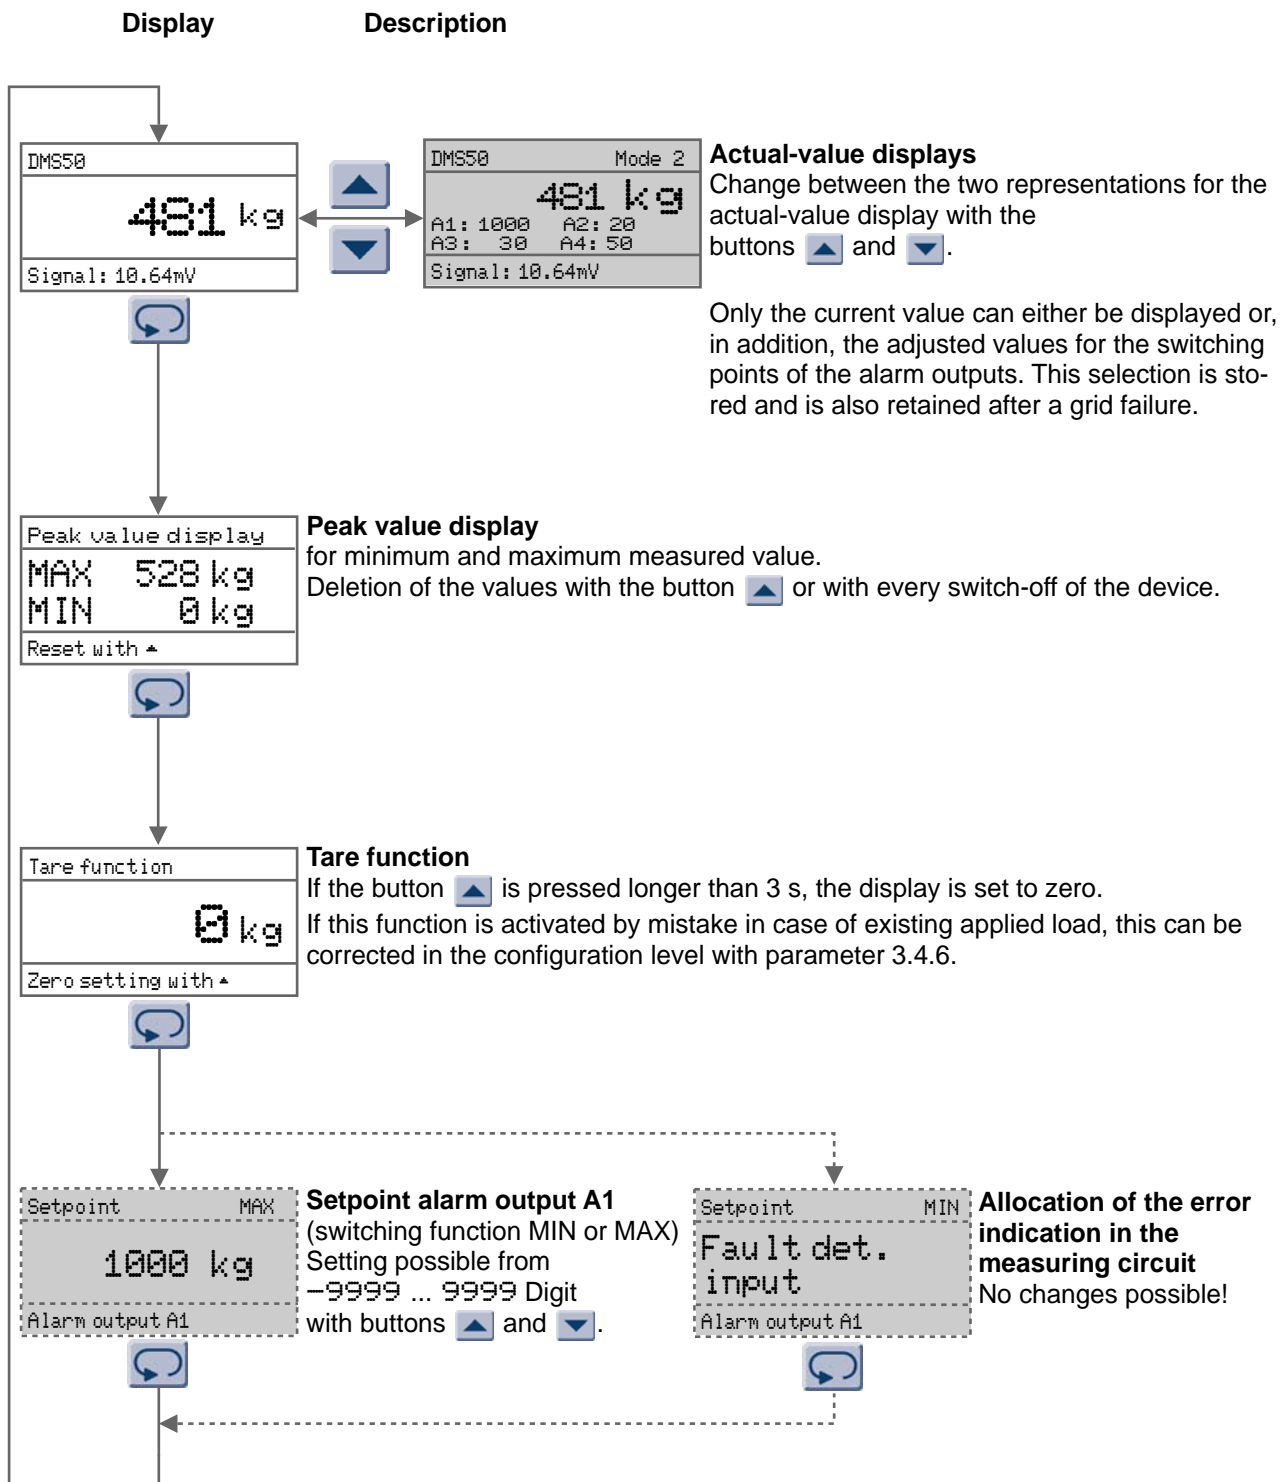 Display Description
DMS50
481 kg
Signal: 10.64mV
DMS50 Mode 2
481 kg
A1: 1000 A2: 20
A3: 30 A4: 50
Signal: 10.64mV
Actual-value displays
Change between the two representations for the
actual-value display with the
buttons and .
Only the current value can either be displayed or,
in addition, the adjusted values for the switching
points of the alarm outputs. This selection is sto-
red and is also retained after a grid failure.
Peak value display
MAX 528 kg
MIN 0 kg
Reset with
Peak value display
for minimum and maximum measured value.
Deletion of the values with the button or with every switch-off of the device.
Tare function
0 kg
Zero setting with
Tare function
If the button is pressed longer than 3 s, the display is set to zero.
If this function is activated by mistake in case of existing applied load, this can be
corrected in the configuration level with parameter 3.4.6.
Setpoint MAX
1000 kg
Alarm output A1
Setpoint alarm output A1
(switching function MIN or MAX)
Setting possible from
−9999 ... 9999 Digit
with buttons and .
Setpoint MIN
Fault det.
input
Alarm output A1
Allocation of the error
indication in the
measuring circuit
No changes possible!